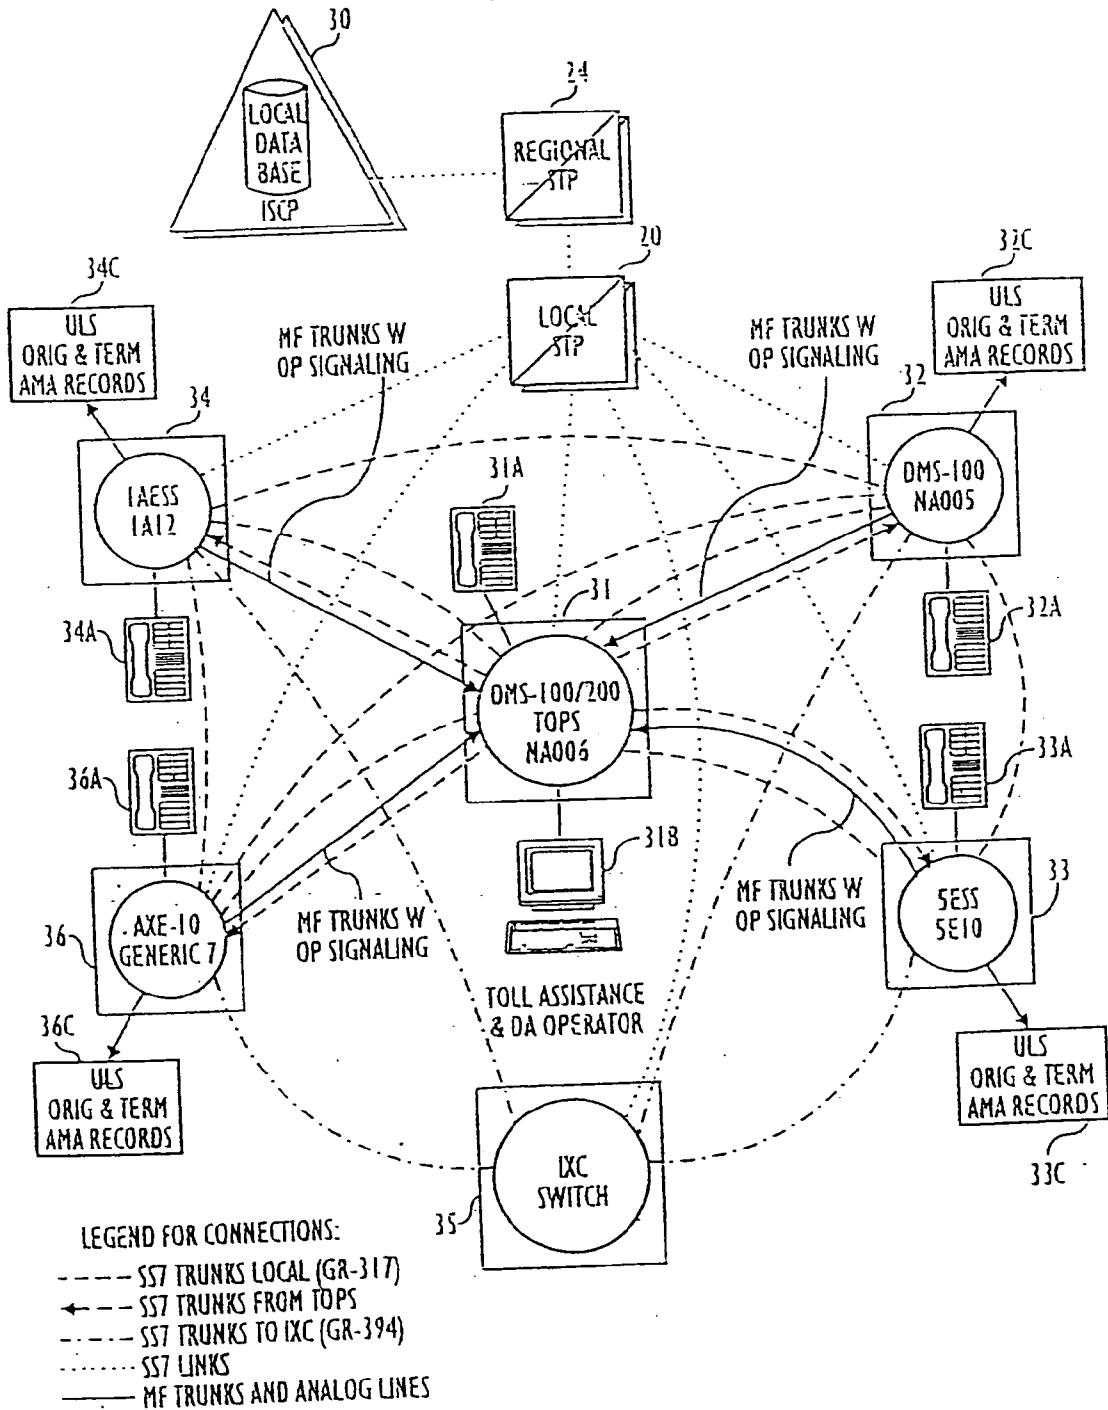 30
LOCAL
DATA
BASE
ISCP
24
REGIONAL
STP
20
LOCAL
STP
34C
ULS
ORIG & TERM
AMA RECORDS
MF TRUNKS W
OP SIGNALING
MF TRUNKS W
OP SIGNALING
32C
ULS
ORIG & TERM
AMA RECORDS
34
1AESS
1A12
31A
32
DMS-100
NA005
34A
31
32A
DMS-100/200
TOPS
NA006
36A
33A
31B
36
AXE-10
GENERIC 7
MF TRUNKS W
OP SIGNALING
MF TRUNKS W
OP SIGNALING
5ESS
5E10
33
TOLL ASSISTANCE
& DA OPERATOR
36C
ULS
ORIG & TERM
AMA RECORDS
ULS
ORIG & TERM
AMA RECORDS
33C
IXC
SWITCH
35
LEGEND FOR CONNECTIONS:
SS7 TRUNKS LOCAL (GR-317)
SS7 TRUNKS FROM TOPS
SS7 TRUNKS TO IXC (GR-394)
SS7 LINKS
MF TRUNKS AND ANALOG LINES